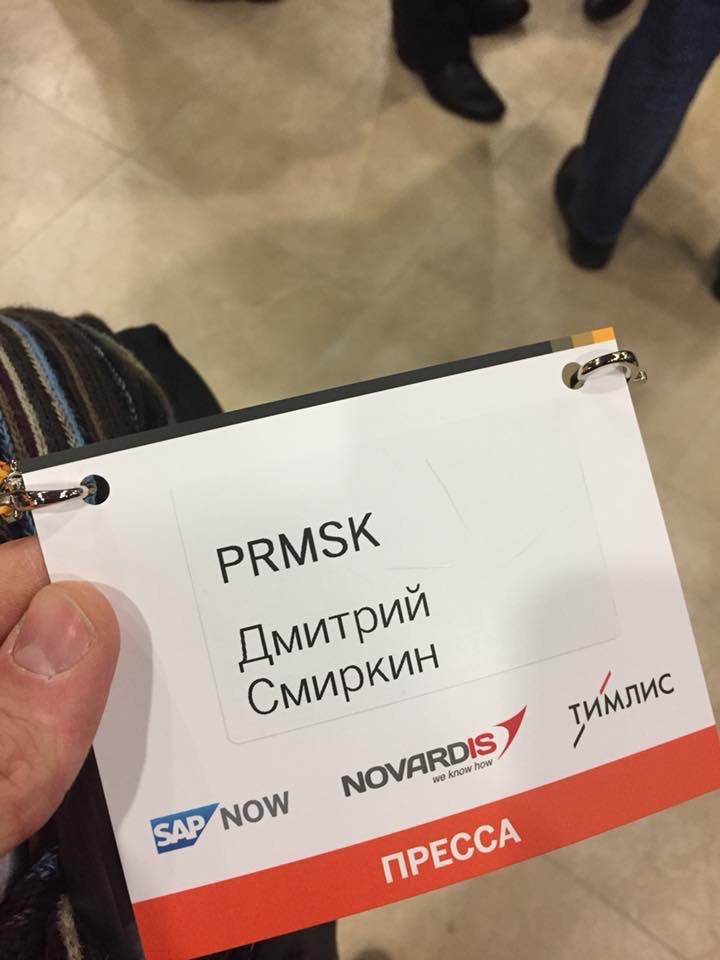 PRMSK
Дмитрий
Смиркин
ТИМЛИС
NOVARDIS
we know how
SAP NOW
ПРЕССА